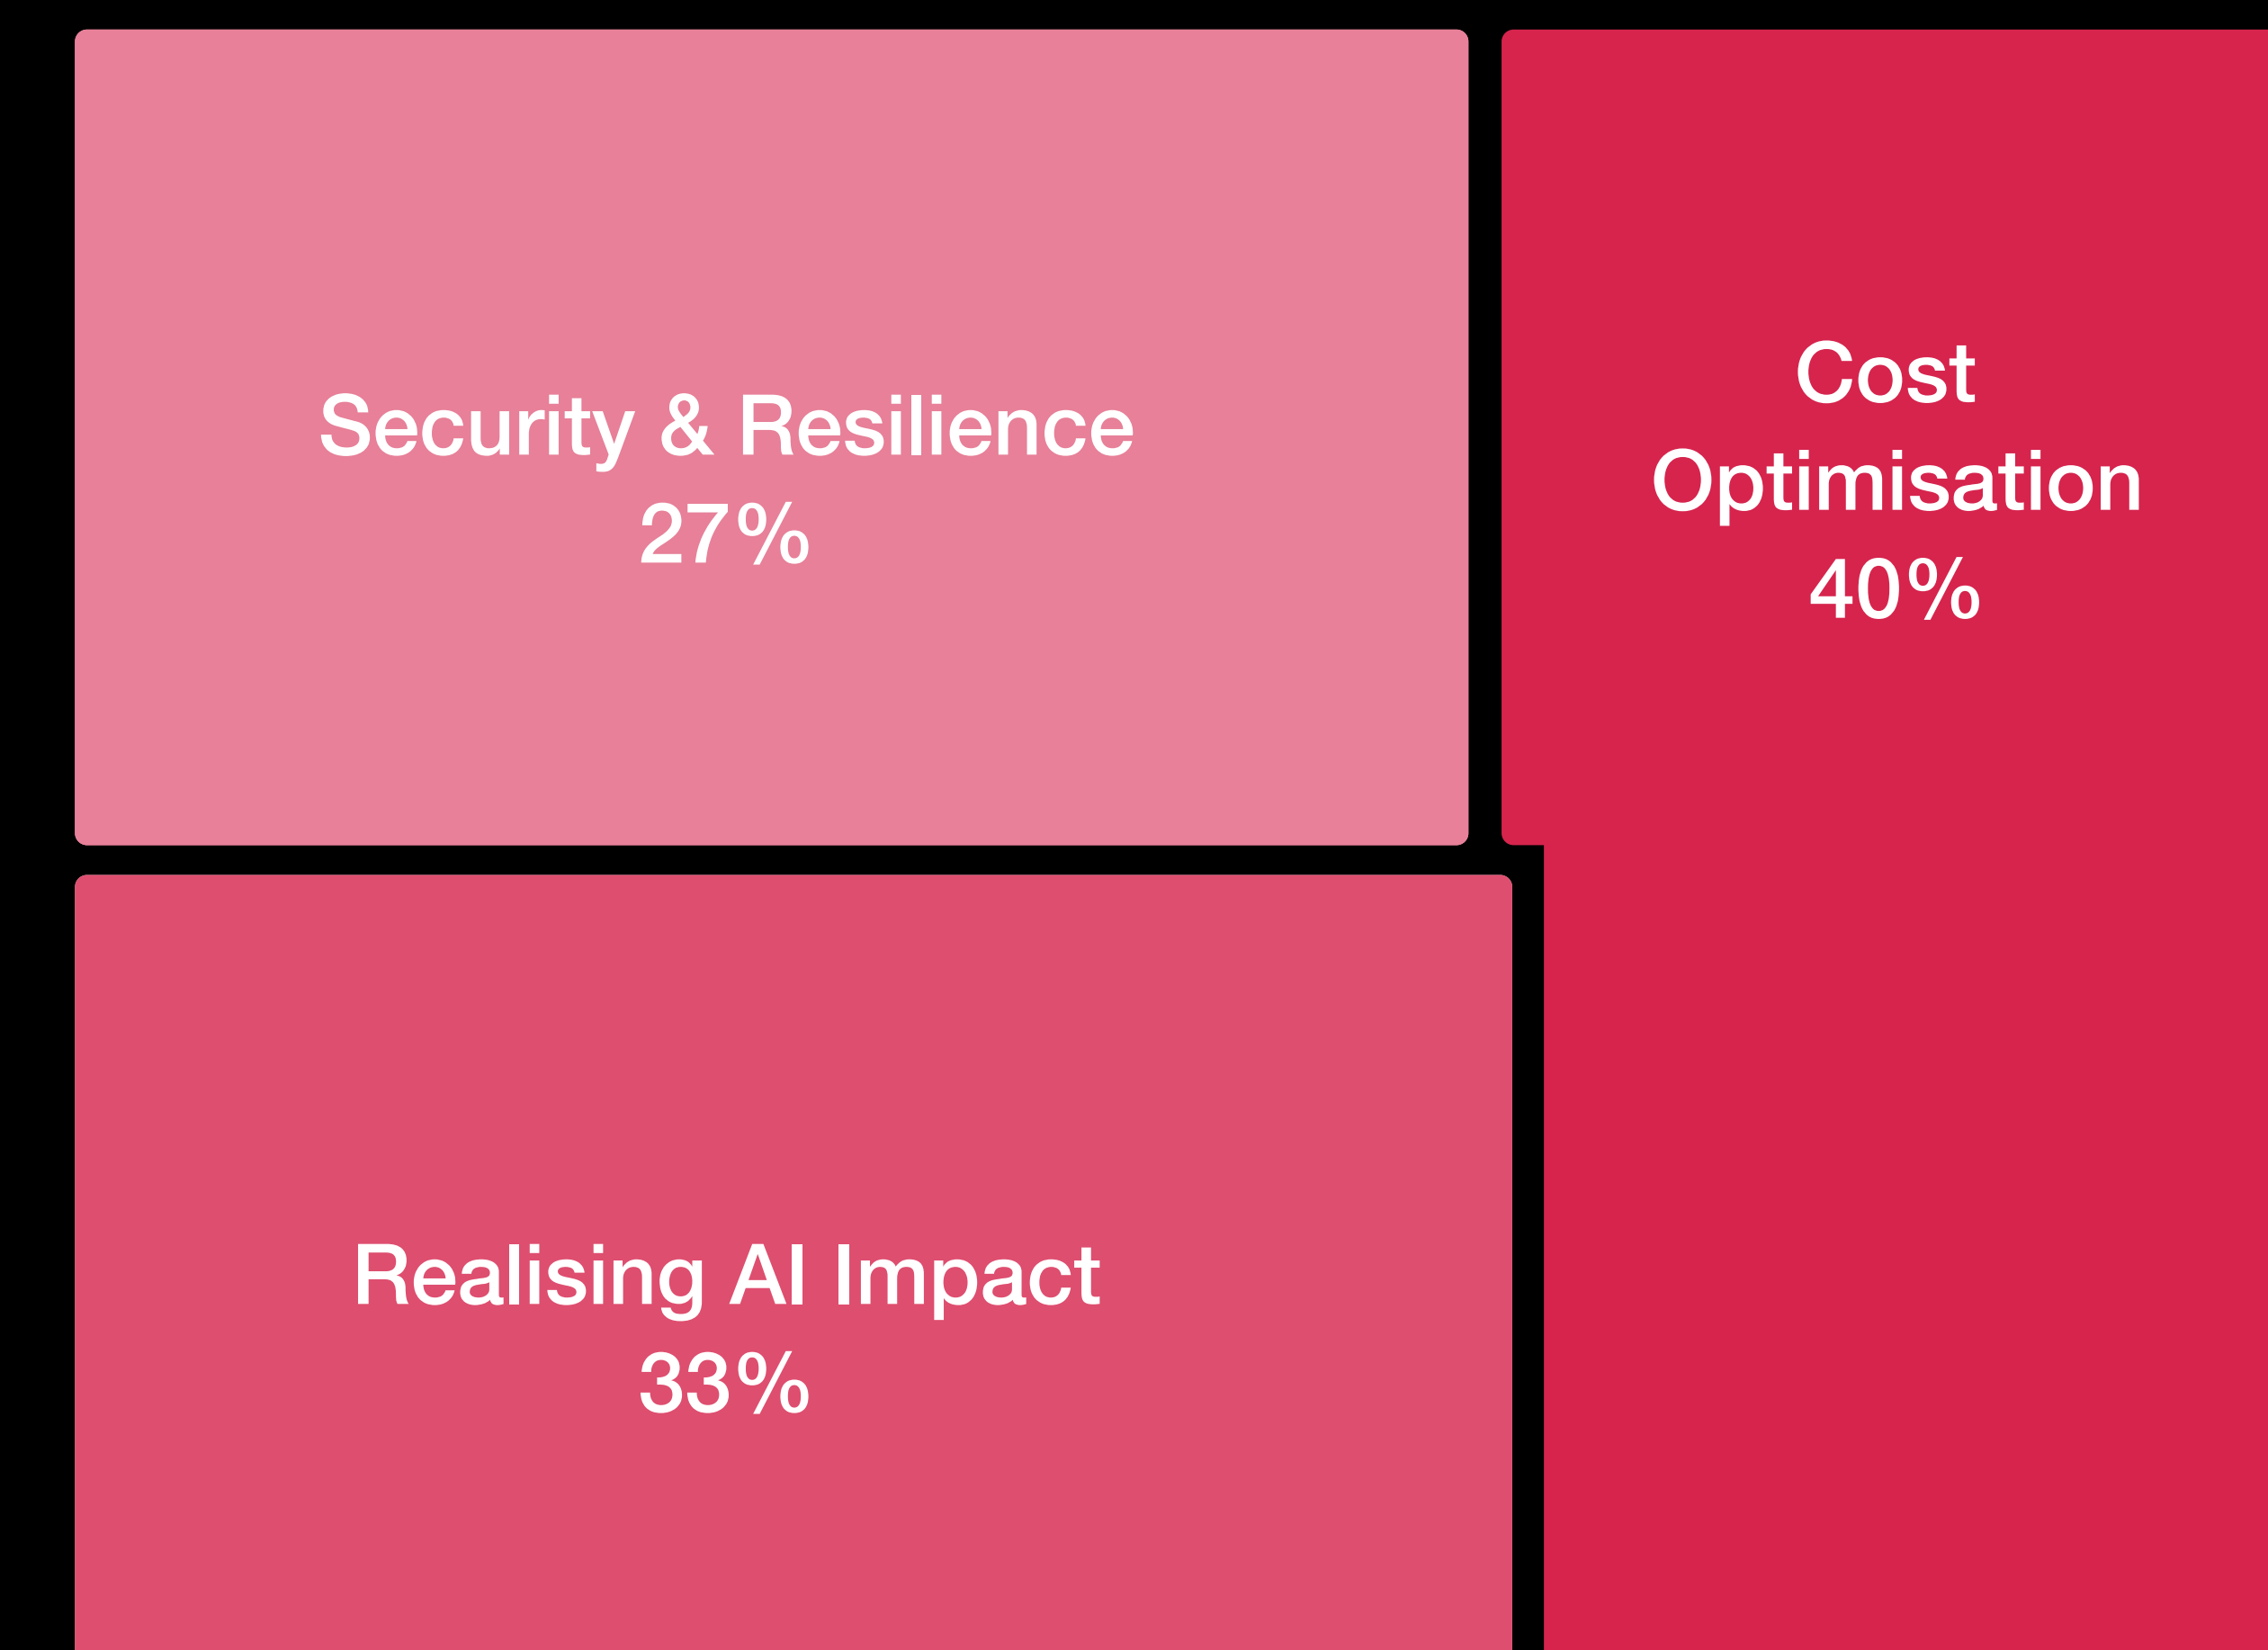 Security & Resilience
27%
Cost
Optimisation
40%
Realising AI Impact
33%